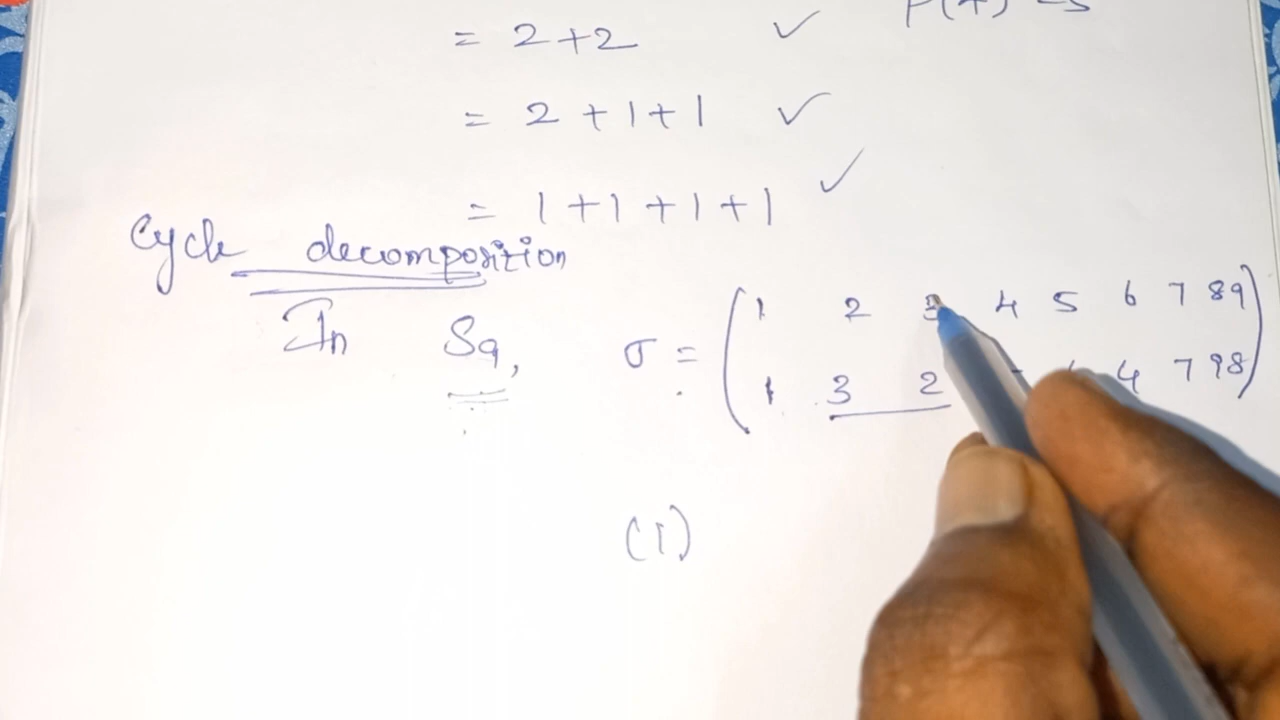 = 2+2 ✓
= 2+1+1 ✓
= 1+1+1+1 ✓
Cycle decomposition
In S9, σ = (1 2 3 4 5 6 7 8 9)
(1 3 2 4 7 9 8)
(1)